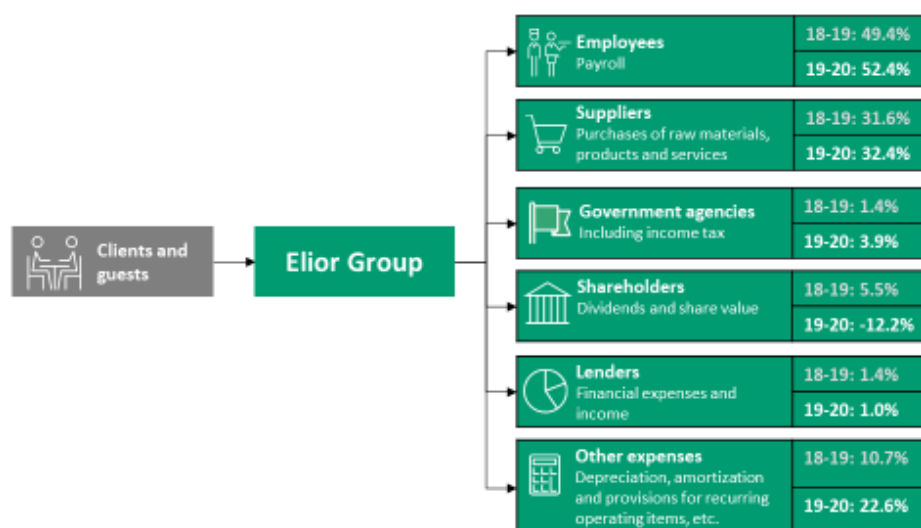 Clients and
guests
Elior Group
Employees
Payroll
18-19: 49.4%
19-20: 52.4%
Suppliers
Purchases of raw materials,
products and services
18-19: 31.6%
19-20: 32.4%
Government agencies
Including income tax
18-19: 1.4%
19-20: 3.9%
Shareholders
Dividends and share value
18-19: 5.5%
19-20: -12.2%
Lenders
Financial expenses and
income
18-19: 1.4%
19-20: 1.0%
Other expenses
Depreciation, amortization
and provisions for recurring
operating items, etc.
18-19: 10.7%
19-20: 22.6%